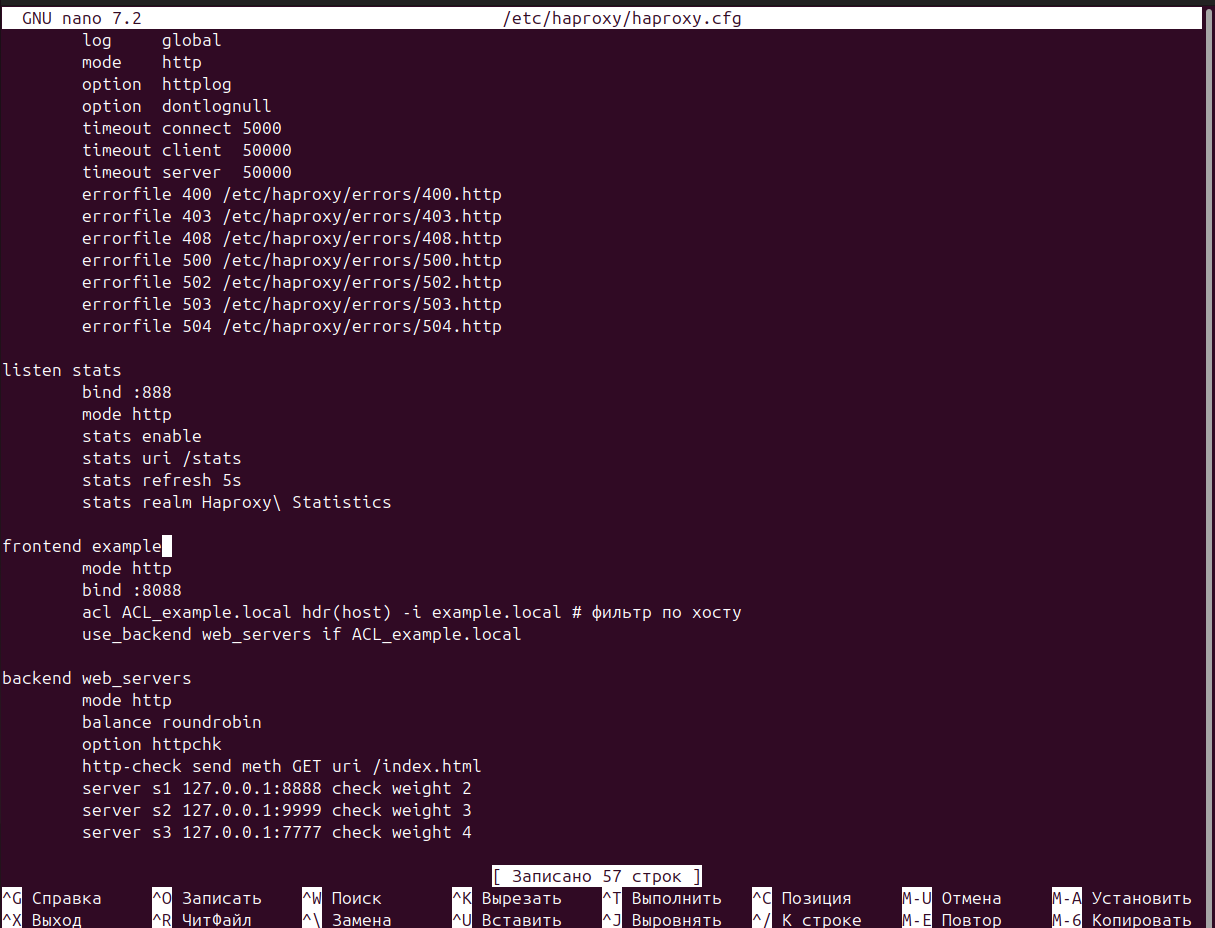 GNU nano 7.2 /etc/haproxy/haproxy.cfg
log global
mode http
option httplog
option dontlognull
timeout connect 5000
timeout client 50000
timeout server 50000
errorfile 400 /etc/haproxy/errors/400.http
errorfile 403 /etc/haproxy/errors/403.http
errorfile 408 /etc/haproxy/errors/408.http
errorfile 500 /etc/haproxy/errors/500.http
errorfile 502 /etc/haproxy/errors/502.http
errorfile 503 /etc/haproxy/errors/503.http
errorfile 504 /etc/haproxy/errors/504.http
listen stats
bind :888
mode http
stats enable
stats uri /stats
stats refresh 5s
stats realm Haproxy\ Statistics
frontend example
mode http
bind :8088
acl ACL_example.local hdr(host) -i example.local # фильтр по хосту
use_backend web_servers if ACL_example.local
backend web_servers
mode http
balance roundrobin
option httpchk
http-check send meth GET uri /index.html
server s1 127.0.0.1:8888 check weight 2
server s2 127.0.0.1:9999 check weight 3
server s3 127.0.0.1:7777 check weight 4
[ Записано 57 строк ]
^G Справка ^O Записать ^W Поиск ^K Вырезать ^T Выполнить ^C Позиция M-U Отмена M-A Установить
^X Выход ^R ЧитФайл ^\ Замена ^U Вставить ^J Выровнять ^/ К строке M-E Повтор M-6 Копировать